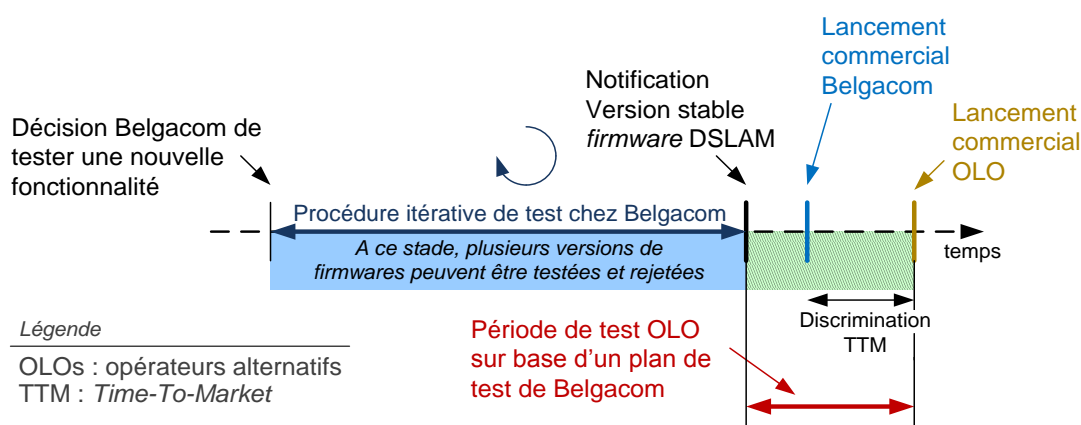 Lancement
commercial
Belgacom
Notification
Version stable
firmware DSLAM
Lancement
commercial
OLO
Décision Belgacom de
tester une nouvelle
fonctionnalité
Procédure itérative de test chez Belgacom
A ce stade, plusieurs versions de
firmwares peuvent être testées et rejetées
temps
Discrimination
TTM
Période de test OLO
sur base d'un plan de
test de Belgacom
Légende
OLOs : opérateurs alternatifs
TTM : Time-To-Market